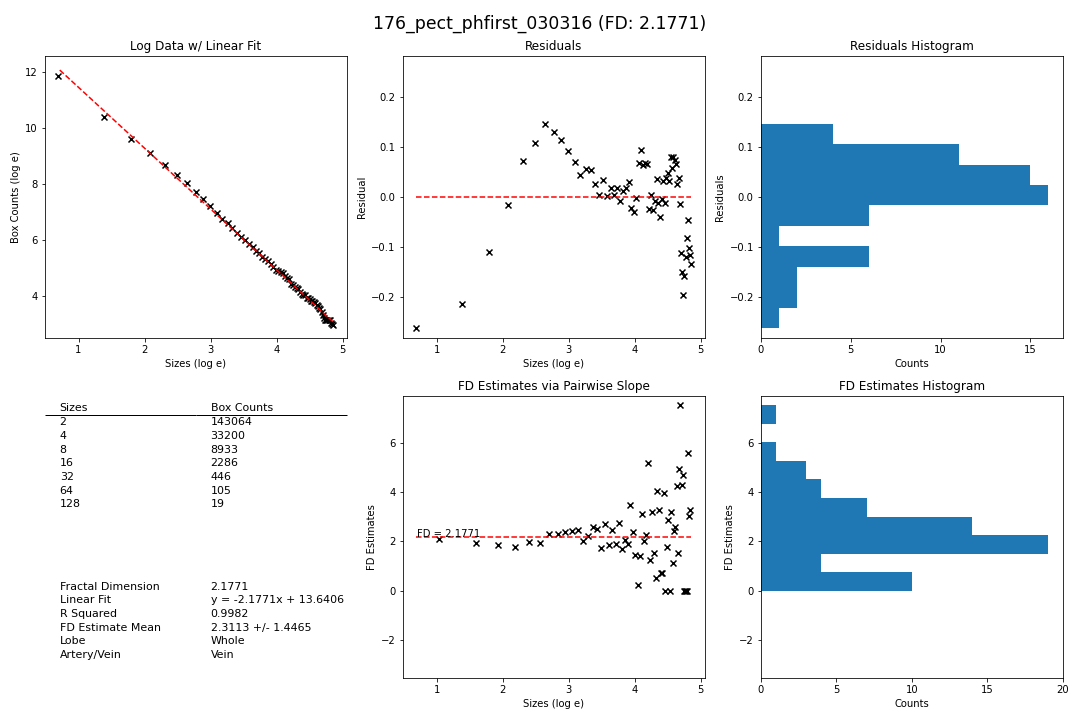 176_pect_phfirst_030316 (FD: 2.1771)
Log Data w/ Linear Fit
Box Counts (log e)
12
10
8
6
4
1 2 3 4 5
Sizes (log e)
Residuals
Residual
0.2
0.1
0.0
−0.1
−0.2
1 2 3 4 5
Sizes (log e)
Residuals Histogram
Residuals
0.2
0.1
0.0
−0.1
−0.2
0 5 10 15
Counts
Sizes Box Counts
2 143064
4 33200
8 8933
16 2286
32 446
64 105
128 19
Fractal Dimension 2.1771
Linear Fit y = -2.1771x + 13.6406
R Squared 0.9982
FD Estimate Mean 2.3113 +/- 1.4465
Lobe Whole
Artery/Vein Vein
FD Estimates via Pairwise Slope
FD Estimates
6
4
2
0
−2
FD = 2.1771
1 2 3 4 5
Sizes (log e)
FD Estimates Histogram
FD Estimates
6
4
2
0
−2
0 5 10 15 20
Counts